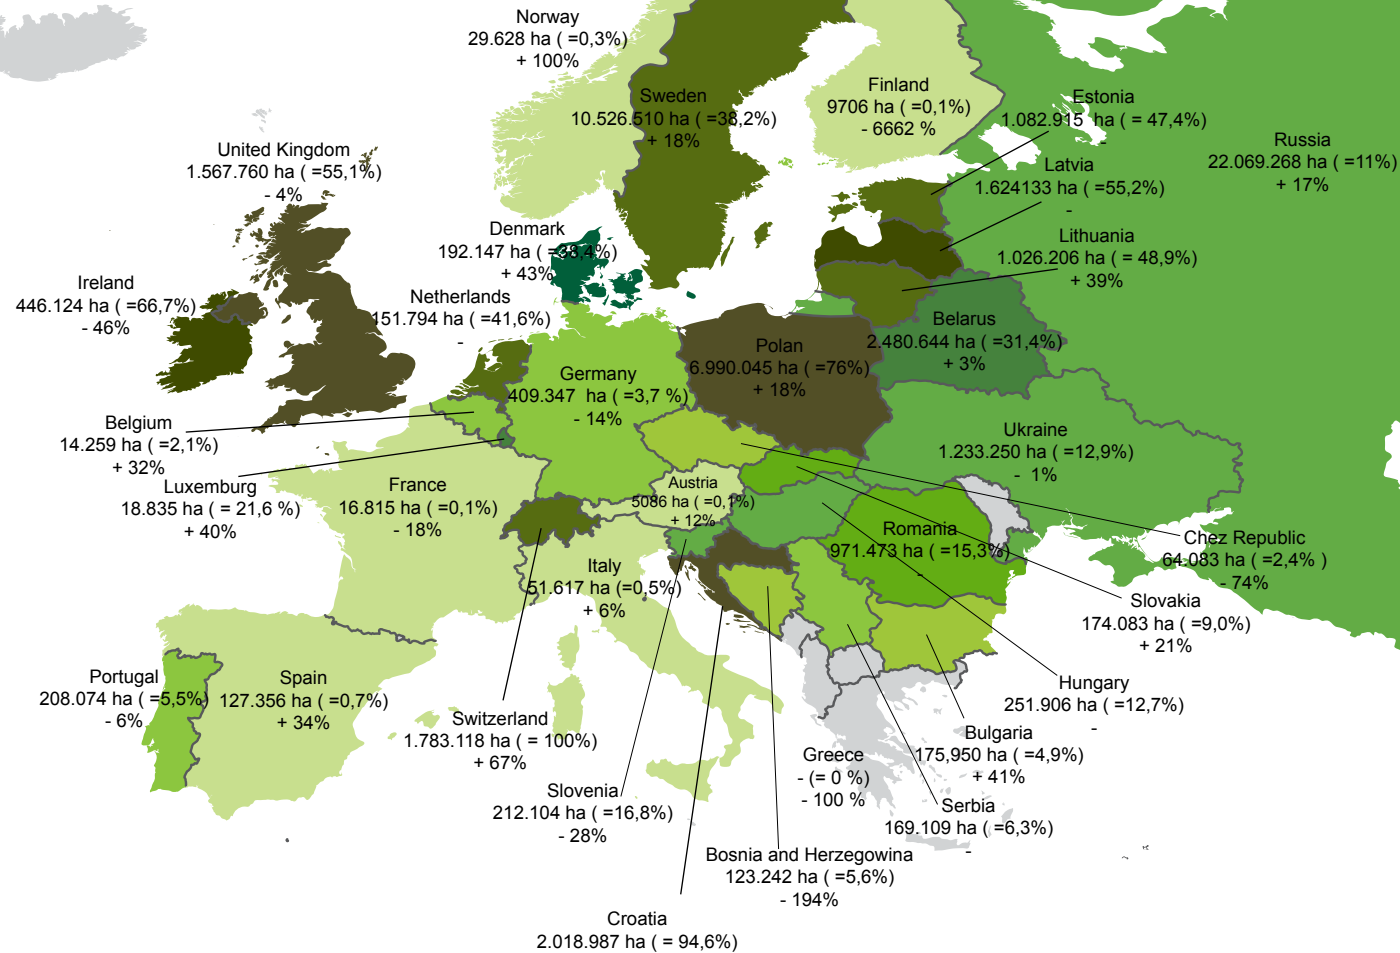 Norway
29.628 ha ( =0,3%)
+ 100%
Sweden
10.526.510 ha ( =38,2%)
+ 18%
Finland
9706 ha ( =0,1%)
- 6662 %
Estonia
1.082.915  ha ( = 47,4%)
-
Russia
22.069.268 ha ( =11%)
+ 17%
United Kingdom
1.567.760 ha ( =55,1%)
- 4%
Latvia
1.624133 ha ( =55,2%)
-
Denmark
192.147 ha ( =38,4%)
+ 43%
Lithuania
1.026.206 ha ( = 48,9%)
+ 39%
Ireland
446.124 ha ( =66,7%)
- 46%
Netherlands
151.794 ha ( =41,6%)
-
Belarus
2.480.644 ha ( =31,4%)
+ 3%
Polan
6.990.045 ha ( =76%)
+ 18%
Germany
409.347  ha ( =3,7 %)
- 14%
Belgium
14.259 ha ( =2,1%)
+ 32%
Ukraine
1.233.250 ha ( =12,9%)
-  1%
Luxemburg
18.835 ha ( = 21,6 %)
+ 40%
France
16.815 ha ( =0,1%)
- 18%
Austria
5086 ha ( =0,1%)
+ 12%
Romania
971.473 ha ( =15,3%)
-
Chez Republic
64.083 ha ( =2,4% )
- 74%
Italy
51.617 ha (=0,5%)
+ 6%
Slovakia
174.083 ha ( =9,0%)
+ 21%
Portugal
208.074 ha ( =5,5%)
- 6%
Spain
127.356 ha ( =0,7%)
+ 34%
Hungary
251.906 ha ( =12,7%)
-
Switzerland
1.783.118 ha ( = 100%)
+ 67%
Bulgaria
175,950 ha ( =4,9%)
+ 41%
Greece
- (= 0 %)
- 100 %
Slovenia
212.104 ha ( =16,8%)
- 28%
Serbia
169.109 ha ( =6,3%)
-
Bosnia and Herzegowina
123.242 ha ( =5,6%)
- 194%
Croatia
2.018.987 ha ( = 94,6%)